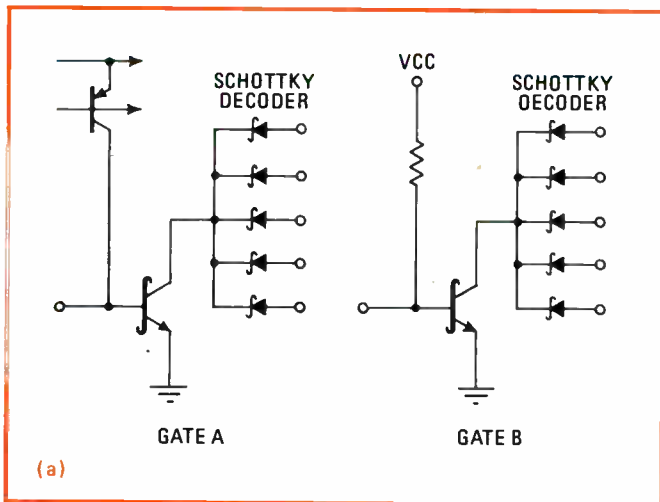 VCC
SCHOTTKY
DECODER
SCHOTTKY
OECODER
GATE A
GATE B
(a)